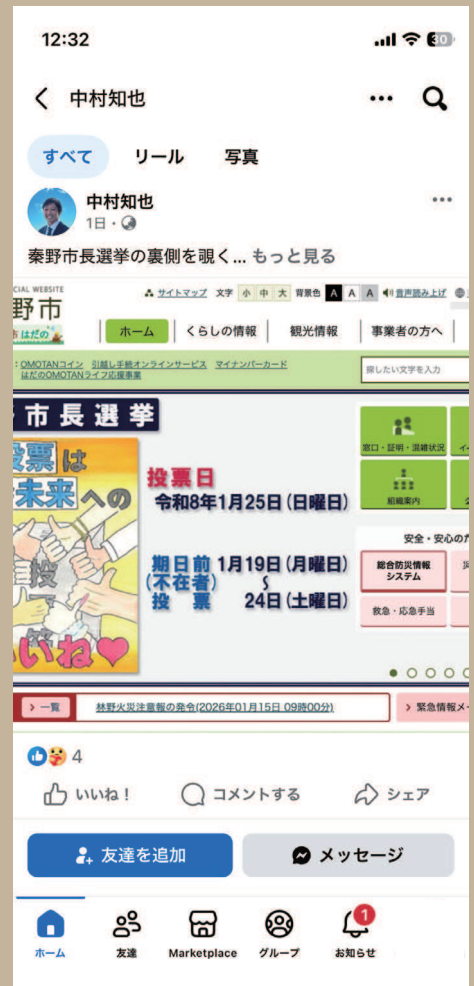 12:32
30
中村知也
すべて
リール
写真
中村知也
1日
秦野市長選挙の裏側を覗く... もっと見る
CIAL WEBSITE
野市
はだの
サイトマップ 文字 小 中 大 背景色 A A A 音声読み上げ
ホーム
くらしの情報
観光情報
事業者の方へ
OMOTANコイン 引越し手続オンラインサービス マイナンバーカード
はだのOMOTANライフ応援事業
探したい文字を入力
市長選挙
投票は
未来への
投
いいね
投票日
令和8年1月25日(日曜日)
期日前
(不在者)
投票
1月19日(月曜日)
24日(土曜日)
窓口・証明・混雑状況
組織案内
安全・安心の
総合防災情報
システム
救急・応急手当
一覧
林野火災注意報の発令(2026年01月15日 09時00分)
緊急情報メ
4
いいね！
コメントする
シェア
友達を追加
メッセージ
ホーム
友達
Marketplace
グループ
1
お知らせ